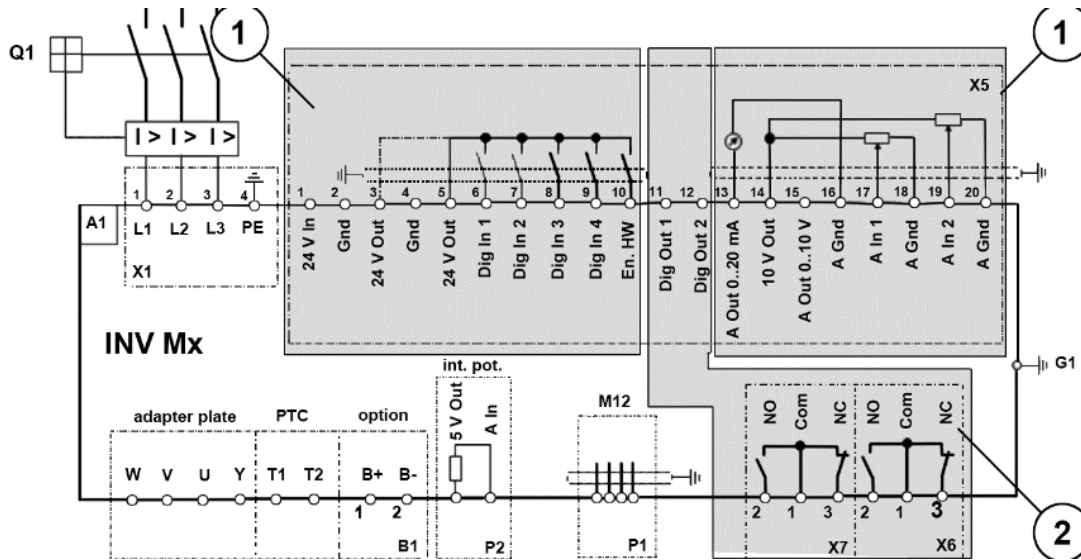 1
1
Q1
X5
I > I > I >
1 2 3 4
1 2 3 4 5 6 7 8 9 10 11 12 13 14 15 16 17 18 19 20
A1
L1 L2 L3 PE
X1
24 V In
Gnd
24 V Out
Gnd
24 V Out
Dig In 1
Dig In 2
Dig In 3
Dig In 4
En. HW
Dig Out 1
Dig Out 2
A Out 0..20 mA
10 V Out
A Out 0..10 V
A Gnd
A In 1
A Gnd
A In 2
A Gnd
INV Mx
G1
int. pot.
adapter plate PTC option
5 V Out
A In
M12
NO
Com
NC
NO
Com
NC
W V U Y T1 T2 B+ B-
1 2
2 1 3 2 1 3
B1 P2 P1 X7 X6
2